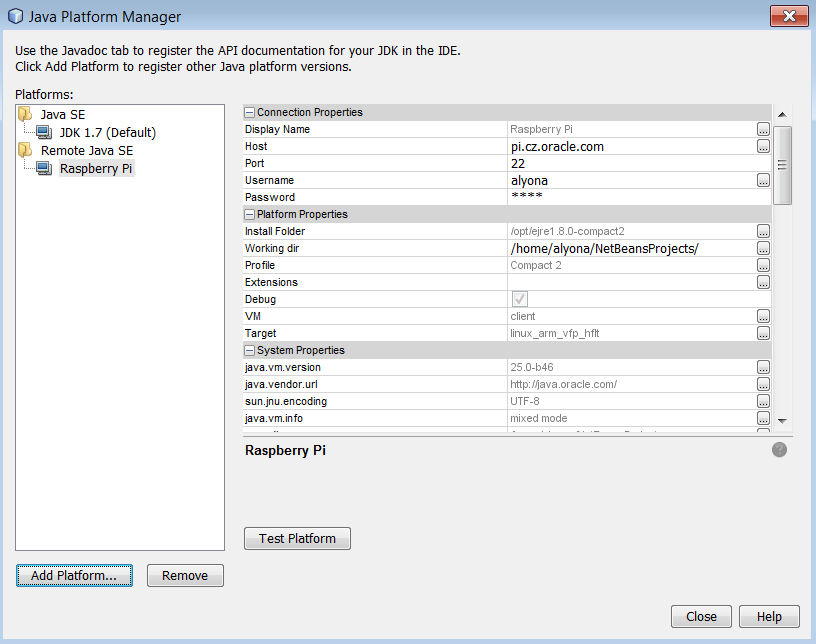 Java Platform Manager
Use the Javadoc tab to register the API documentation for your JDK in the IDE.
Click Add Platform to register other Java platform versions.
Platforms:
Java SE
JDK 1.7 (Default)
Remote Java SE
Raspberry Pi
Connection Properties
Display Name Raspberry Pi ...
Host pi.cz.oracle.com ...
Port 22
Username alyona ...
Password ****
Platform Properties
Install Folder /opt/ejre1.8.0-compact2 ...
Working dir /home/alyona/NetBeansProjects/ ...
Profile Compact 2 ...
Extensions ...
Debug
VM client ...
Target linux_arm_vfp_hflt ...
System Properties
java.vm.version 25.0-b46 ...
java.vendor.url http://java.oracle.com/ ...
sun.jnu.encoding UTF-8 ...
java.vm.info mixed mode ...
Raspberry Pi ?
Test Platform
Add Platform... Remove
Close Help